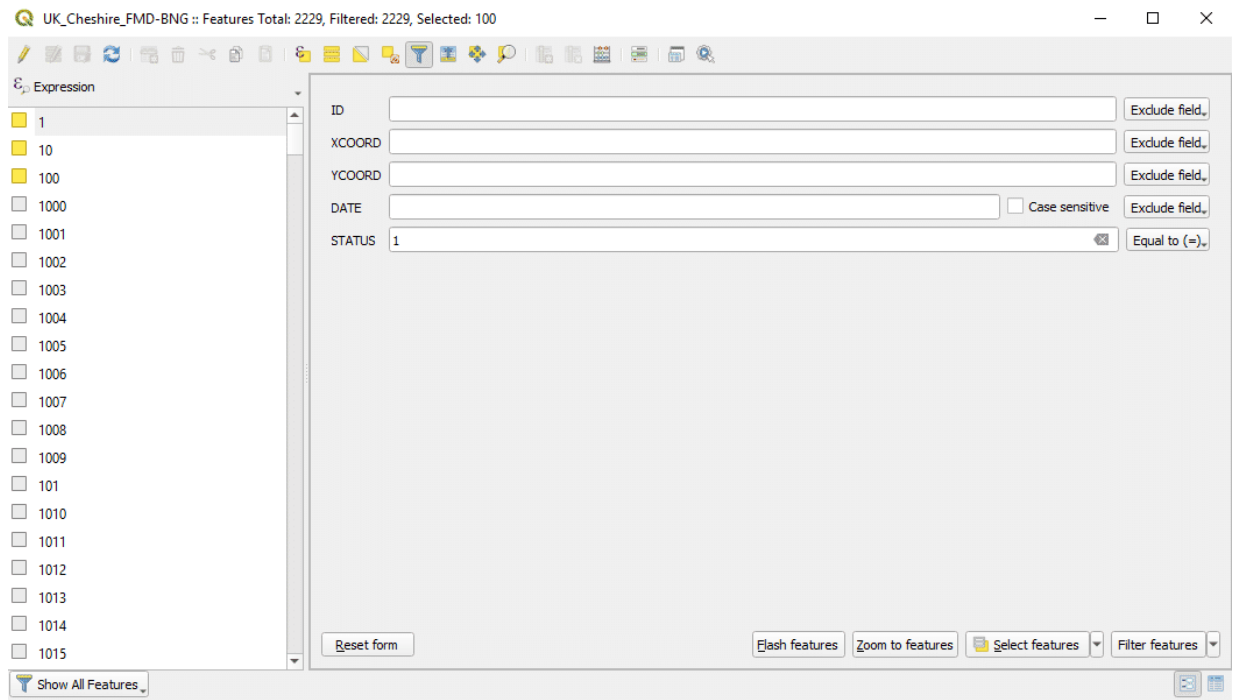 UK_Cheshire_FMD-BNG :: Features Total: 2229, Filtered: 2229, Selected: 100
Expression
1
10
100
1000
1001
1002
1003
1004
1005
1006
1007
1008
1009
101
1010
1011
1012
1013
1014
1015
ID Exclude field
XCOORD Exclude field
YCOORD Exclude field
DATE Case sensitive Exclude field
STATUS 1 Equal to (=)
Reset form Flash features Zoom to features Select features Filter features
Show All Features